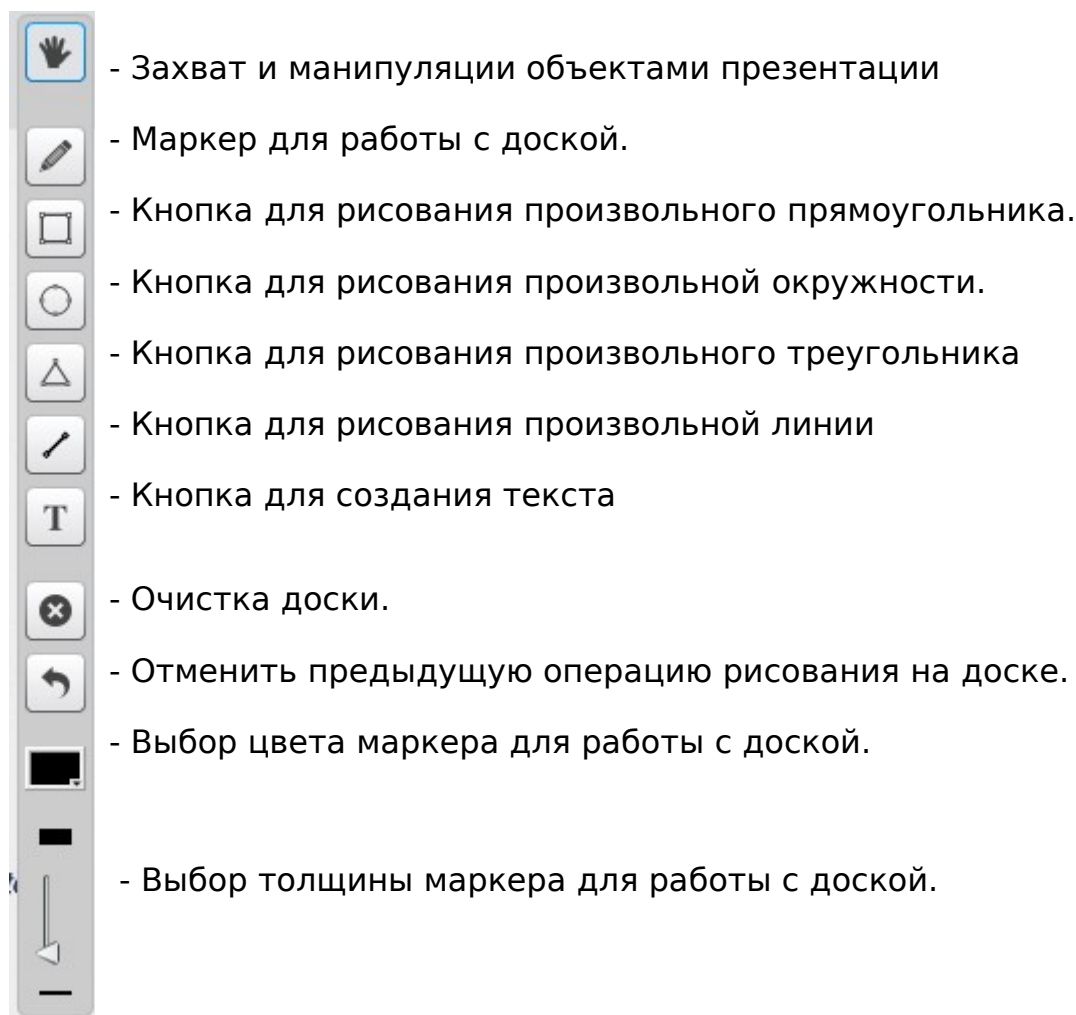 - Захват и манипуляции объектами презентации
- Маркер для работы с доской.
- Кнопка для рисования произвольного прямоугольника.
- Кнопка для рисования произвольной окружности.
- Кнопка для рисования произвольного треугольника
- Кнопка для рисования произвольной линии
T - Кнопка для создания текста
- Очистка доски.
- Отменить предыдущую операцию рисования на доске.
- Выбор цвета маркера для работы с доской.
- Выбор толщины маркера для работы с доской.